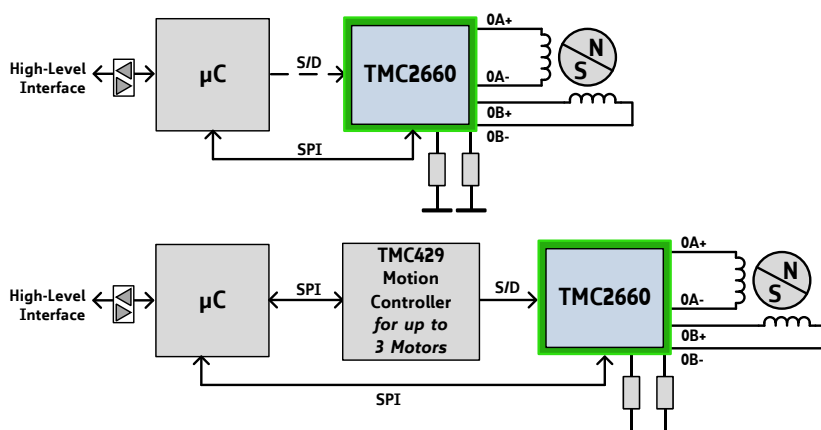 High-Level
Interface
µC
S/D
TMC2660
0A+
0A-
0B+
0B-
N
S
SPI
High-Level
Interface
µC
SPI
TMC429
Motion
Controller
for up to
3 Motors
S/D
TMC2660
0A+
0A-
0B+
0B-
N
S
SPI